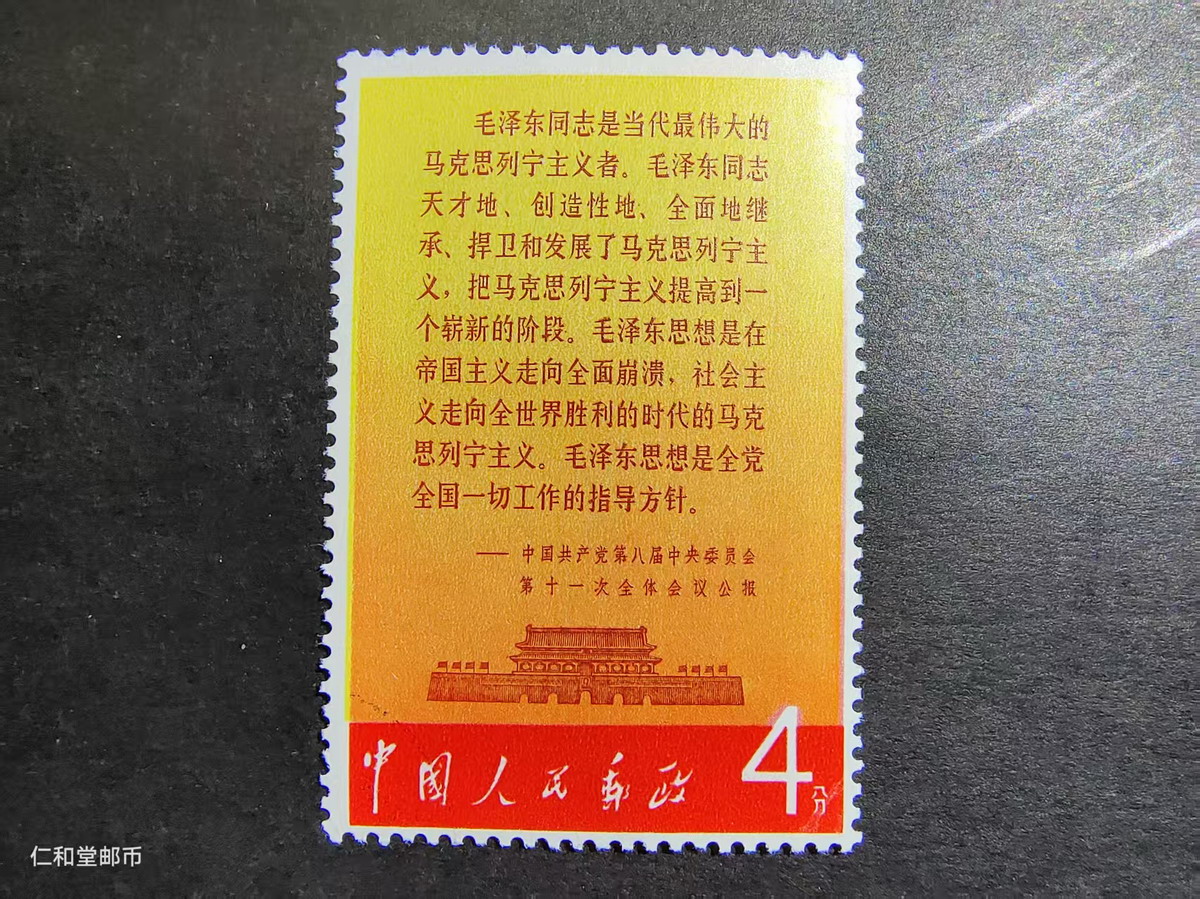 毛泽东同志是当代最伟大的
马克思列宁主义者。毛泽东同志
天才地、创造性地、全面地继
承、捍卫和发展了马克思列宁主
义，把马克思列宁主义提高到一
个崭新的阶段。毛泽东思想是在
帝国主义走向全面崩溃，社会主
义走向全世界胜利的时代的马克
思列宁主义。毛泽东思想是全党
全国一切工作的指导方针。
——中国共产党第八届中央委员会
第十一次全体会议公报
中国人民邮政 4分
仁和堂邮币